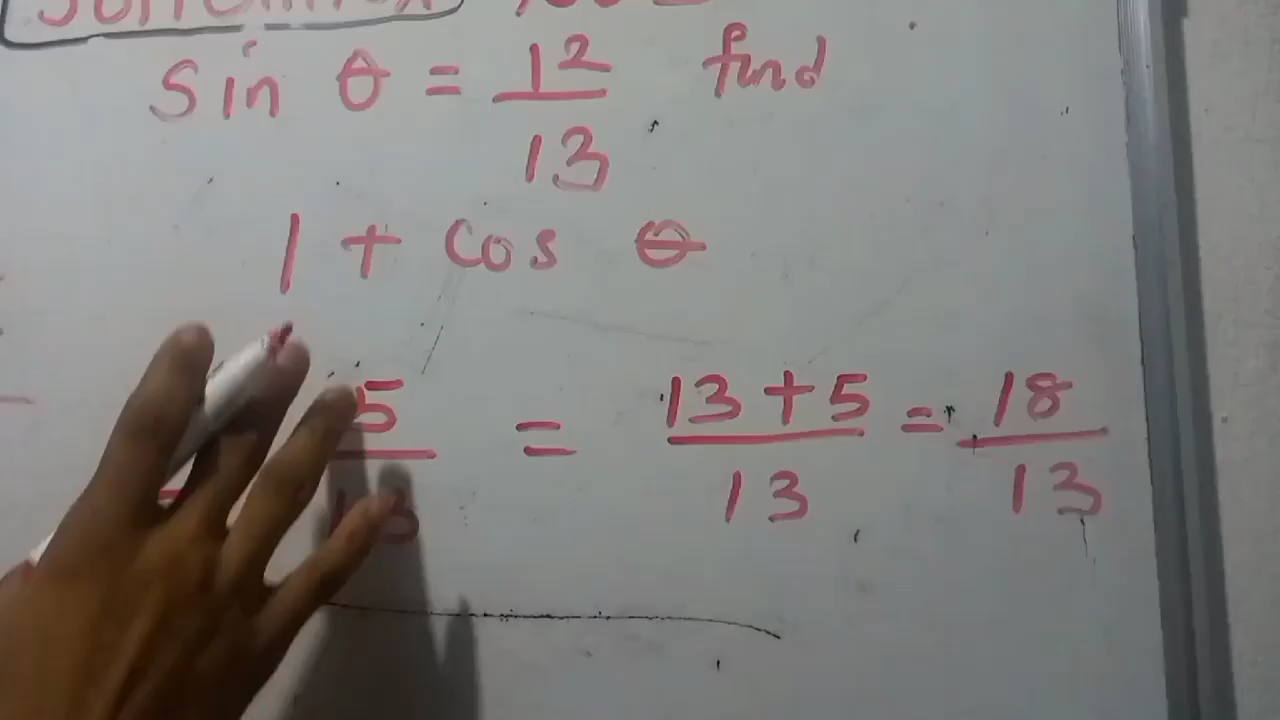 sin θ = 12/13 find
1 + cos θ
5/13 = 13+5/13 = 18/13